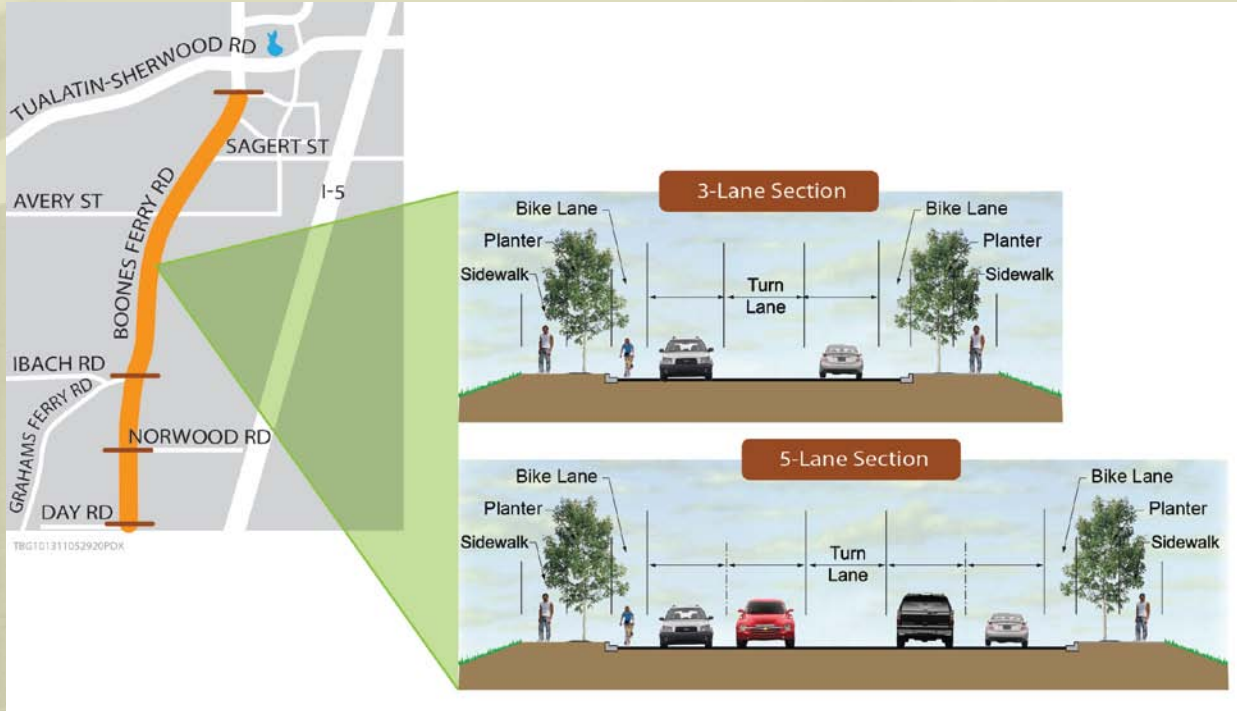 TUALATIN-SHERWOOD RD
SAGERT ST
I-5
AVERY ST
BOONES FERRY RD
IBACH RD
GRAHAMS FERRY RD
NORWOOD RD
DAY RD
TBG101311052920PDX
3-Lane Section
Bike Lane
Bike Lane
Planter
Planter
Sidewalk
Sidewalk
Turn
Lane
5-Lane Section
Bike Lane
Bike Lane
Planter
Planter
Sidewalk
Sidewalk
Turn
Lane